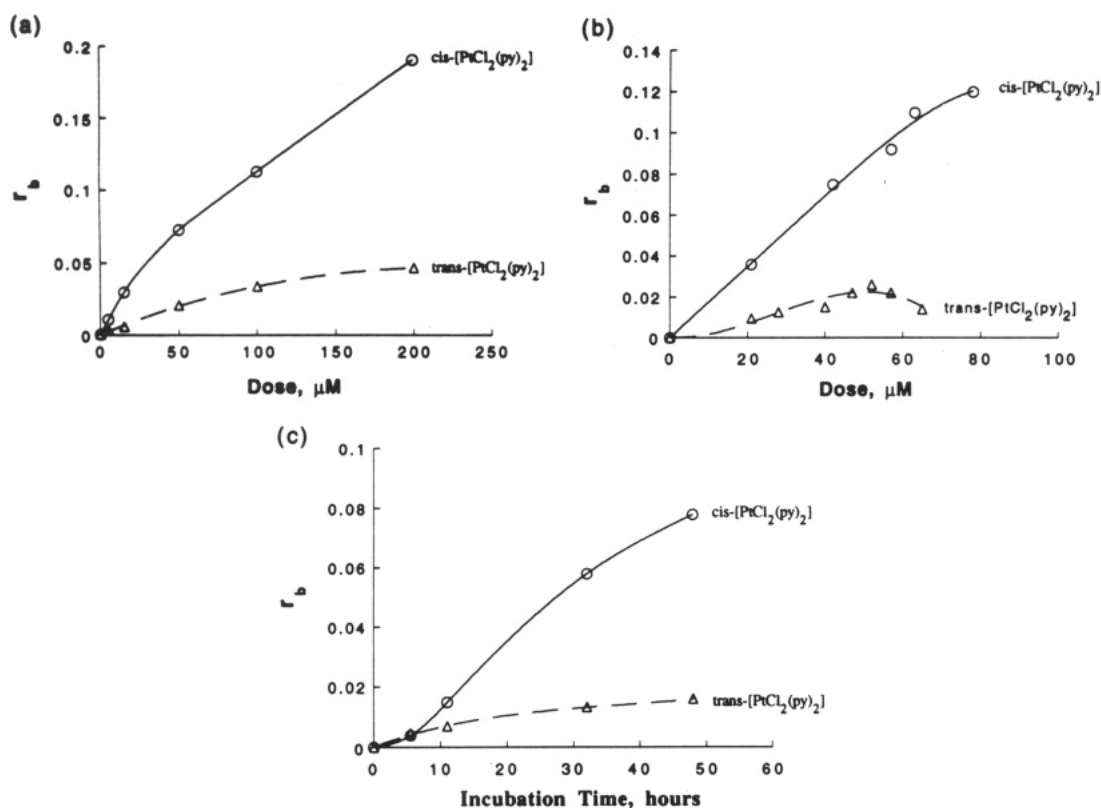 (a)
0.2
0.15
0.1
0.05
0
r_b
cis-[PtCl₂(py)₂]
trans-[PtCl₂(py)₂]
0 50 100 150 200 250
Dose, μM
(b)
0.14
0.12
0.1
0.08
0.06
0.04
0.02
0
r_b
cis-[PtCl₂(py)₂]
trans-[PtCl₂(py)₂]
0 20 40 60 80 100
Dose, μM
(c)
0.1
0.08
0.06
0.04
0.02
0
r_b
cis-[PtCl₂(py)₂]
trans-[PtCl₂(py)₂]
0 10 20 30 40 50 60
Incubation Time, hours